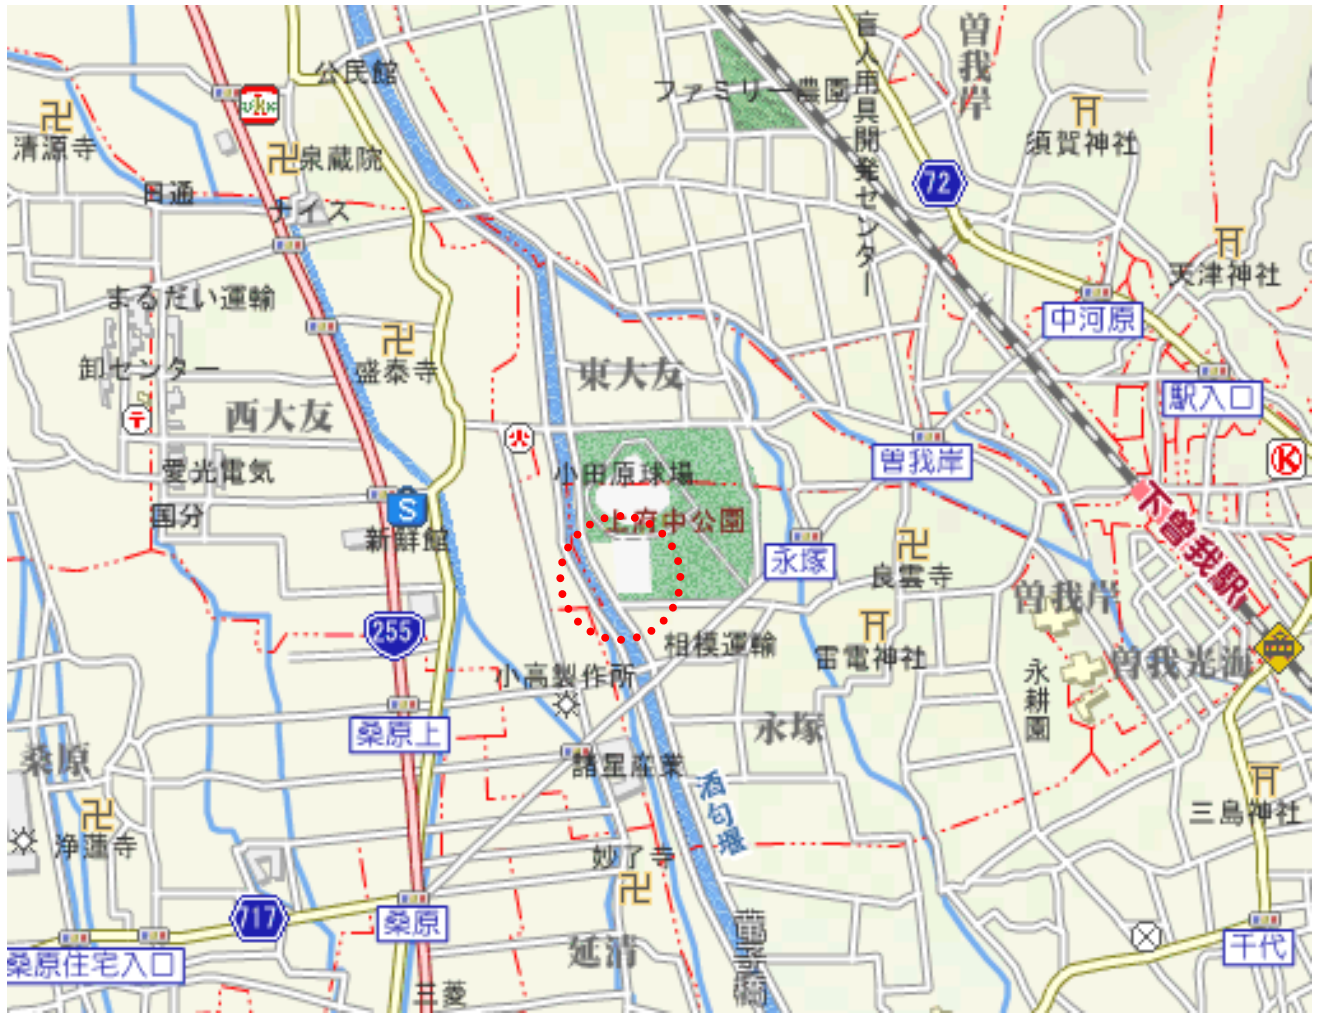 公民館
ファミリー農園
盲人用具開発センター
曽我岸
清源寺
泉蔵院
須賀神社
72
田通
ナイス
天津神社
まるだい運輸
中河原
卸センター
盛泰寺
東大友
駅入口
西大友
〒
火
曽我岸
K
愛光電気
小田原球場
下曽我駅
国分
S
上府中公園
新鮮館
永塚
良雲寺
曽我岸
255
相模運輸
雷電神社
曽我光海
小高製作所
永耕園
桑原上
永塚
桑原
諸星産業
酒匂堰
三島神社
浄蓮寺
妙了寺
717
桑原
千代
延清
桑原住宅入口
三菱